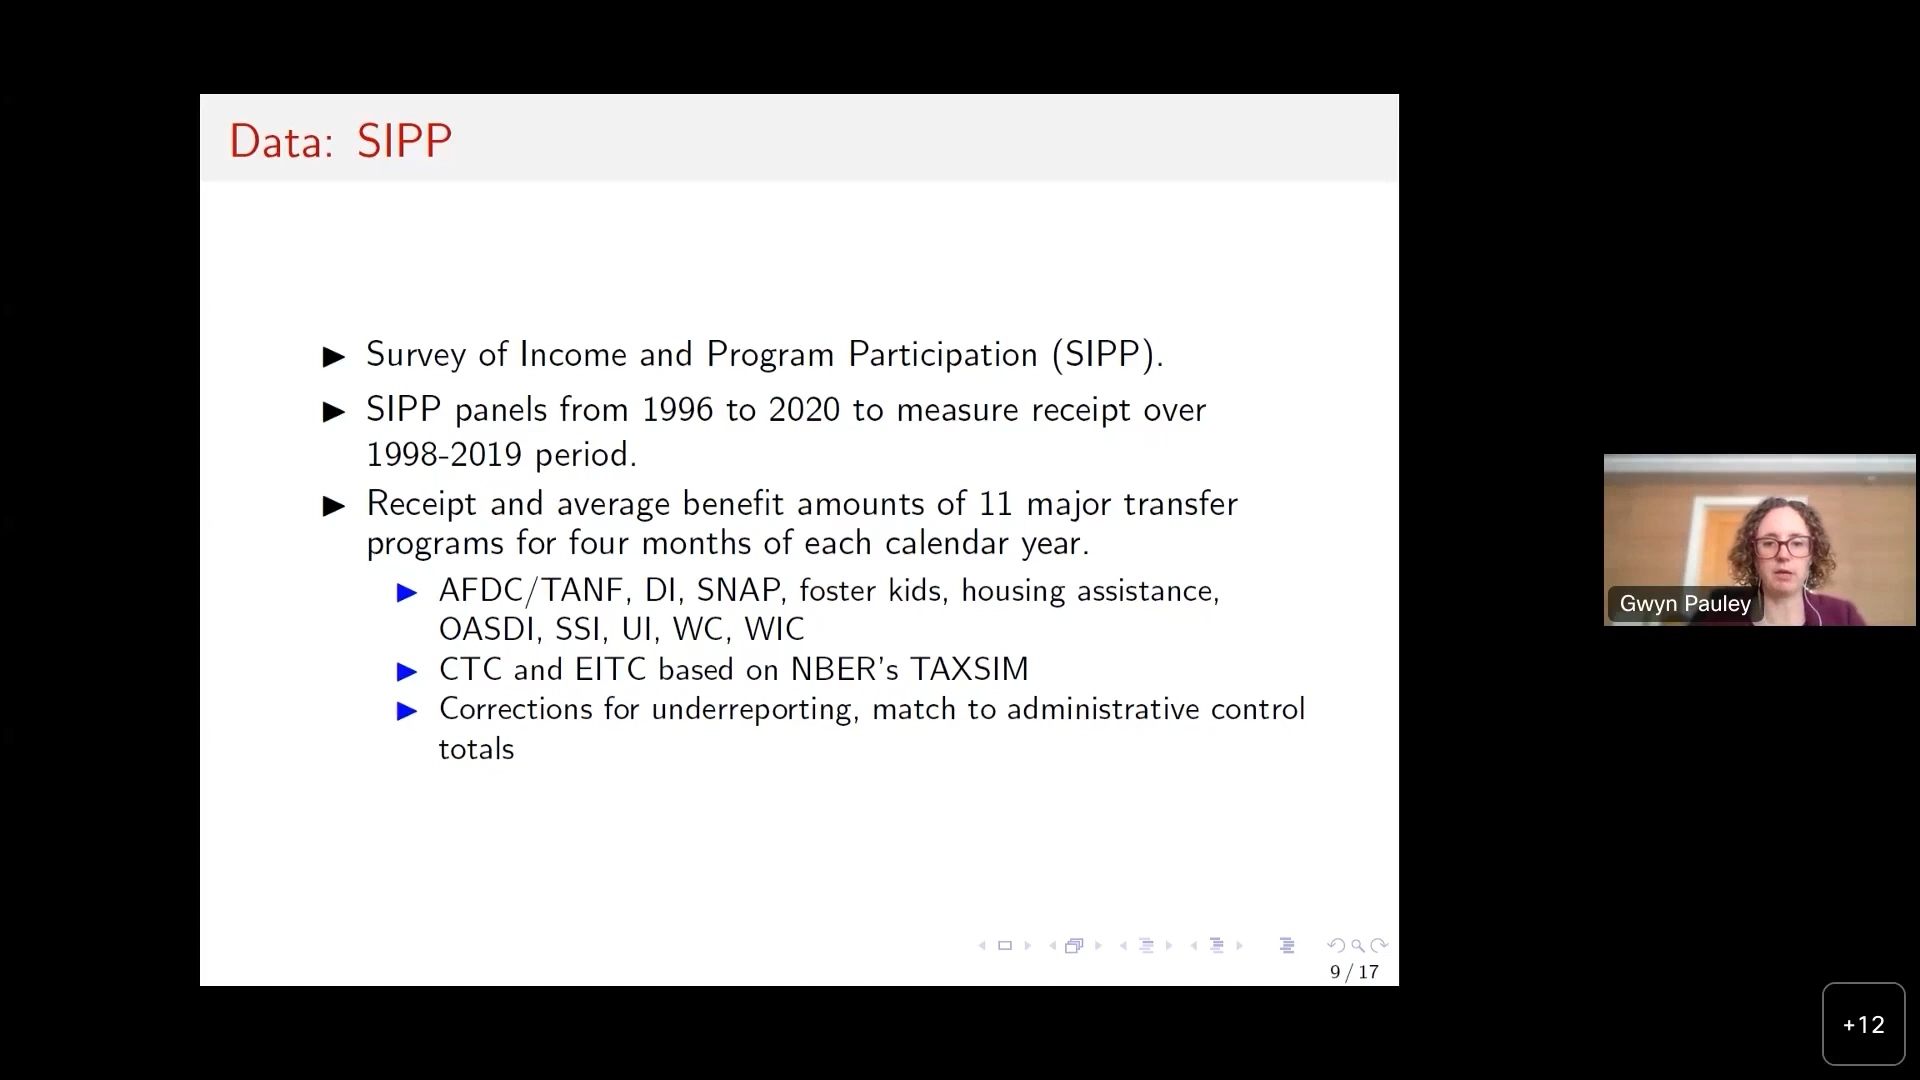 Data: SIPP
Survey of Income and Program Participation (SIPP).
SIPP panels from 1996 to 2020 to measure receipt over
1998-2019 period.
Receipt and average benefit amounts of 11 major transfer
programs for four months of each calendar year.
AFDC/TANF, DI, SNAP, foster kids, housing assistance,
OASDI, SSI, UI, WC, WIC
CTC and EITC based on NBER's TAXSIM
Corrections for underreporting, match to administrative control
totals
9 / 17
Gwyn Pauley
+12